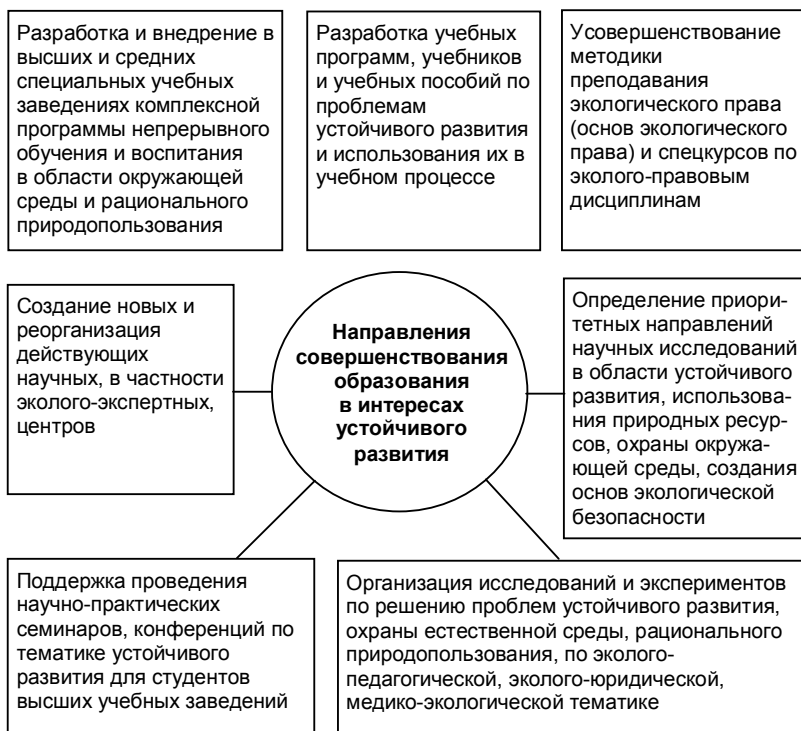 Разработка и внедрение в
высших и средних
специальных учебных
заведениях комплексной
программы непрерывного
обучения и воспитания
в области окружающей
среды и рационального
природопользования
Разработка учебных
программ, учебников
и учебных пособий по
проблемам
устойчивого развития
и использования их в
учебном процессе
Усовершенствование
методики
преподавания
экологического права
(основ экологического
права) и спецкурсов по
эколого-правовым
дисциплинам
Создание новых и
реорганизация
действующих
научных, в частности
эколого-экспертных,
центров
Направления
совершенствования
образования
в интересах
устойчивого
развития
Определение приори-
тетных направлений
научных исследований
в области устойчивого
развития, использова-
ния природных ресур-
сов, охраны окружа-
ющей среды, создания
основ экологической
безопасности
Поддержка проведения
научно-практических
семинаров, конференций по
тематике устойчивого
развития для студентов
высших учебных заведений
Организация исследований и экспериментов
по решению проблем устойчивого развития,
охраны естественной среды, рационального
природопользования, по эколого-
педагогической, эколого-юридической,
медико-экологической тематике